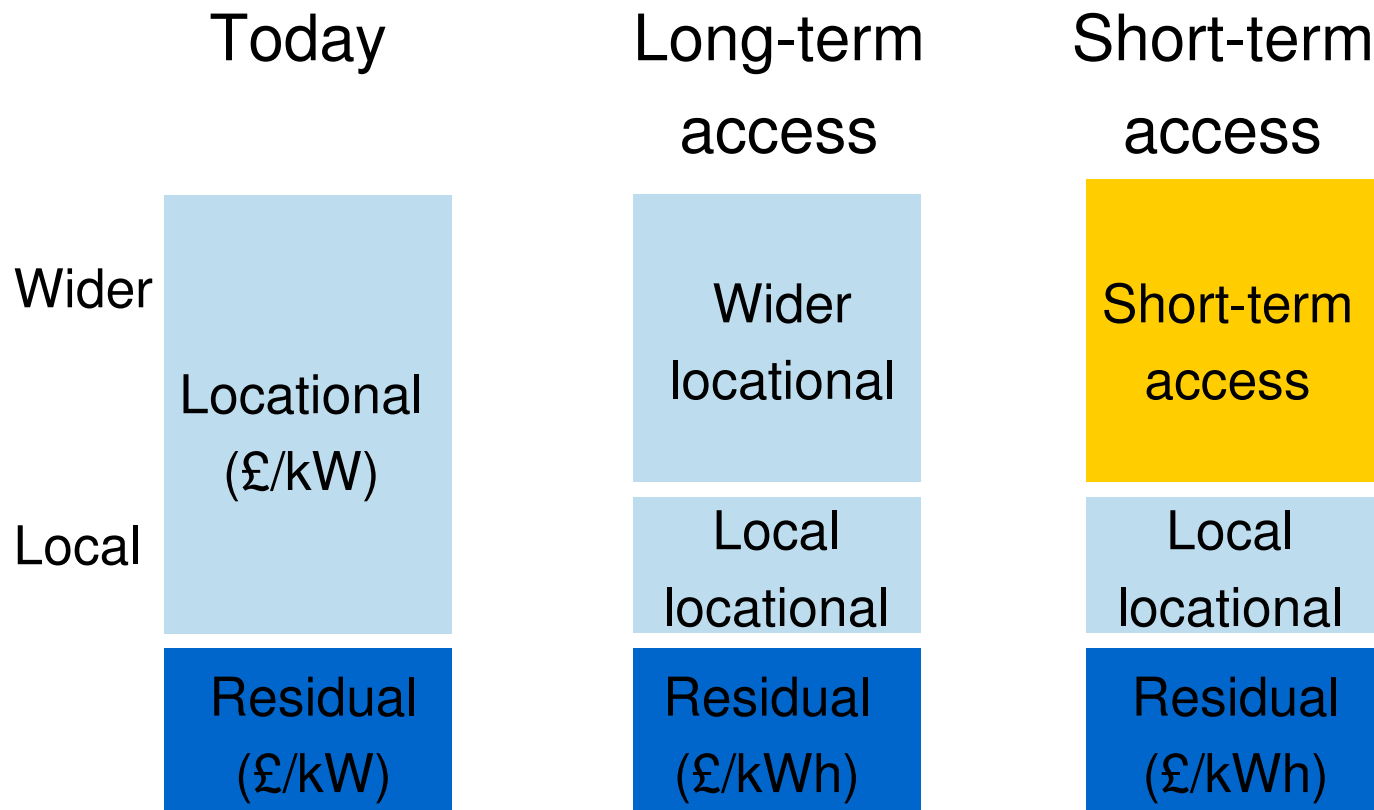 Today
Long-term
access
Short-term
access
Wider
Local
Locational
(£/kW)
Residual
(£/kW)
Wider
locational
Local
locational
Residual
(£/kWh)
Short-term
access
Local
locational
Residual
(£/kWh)